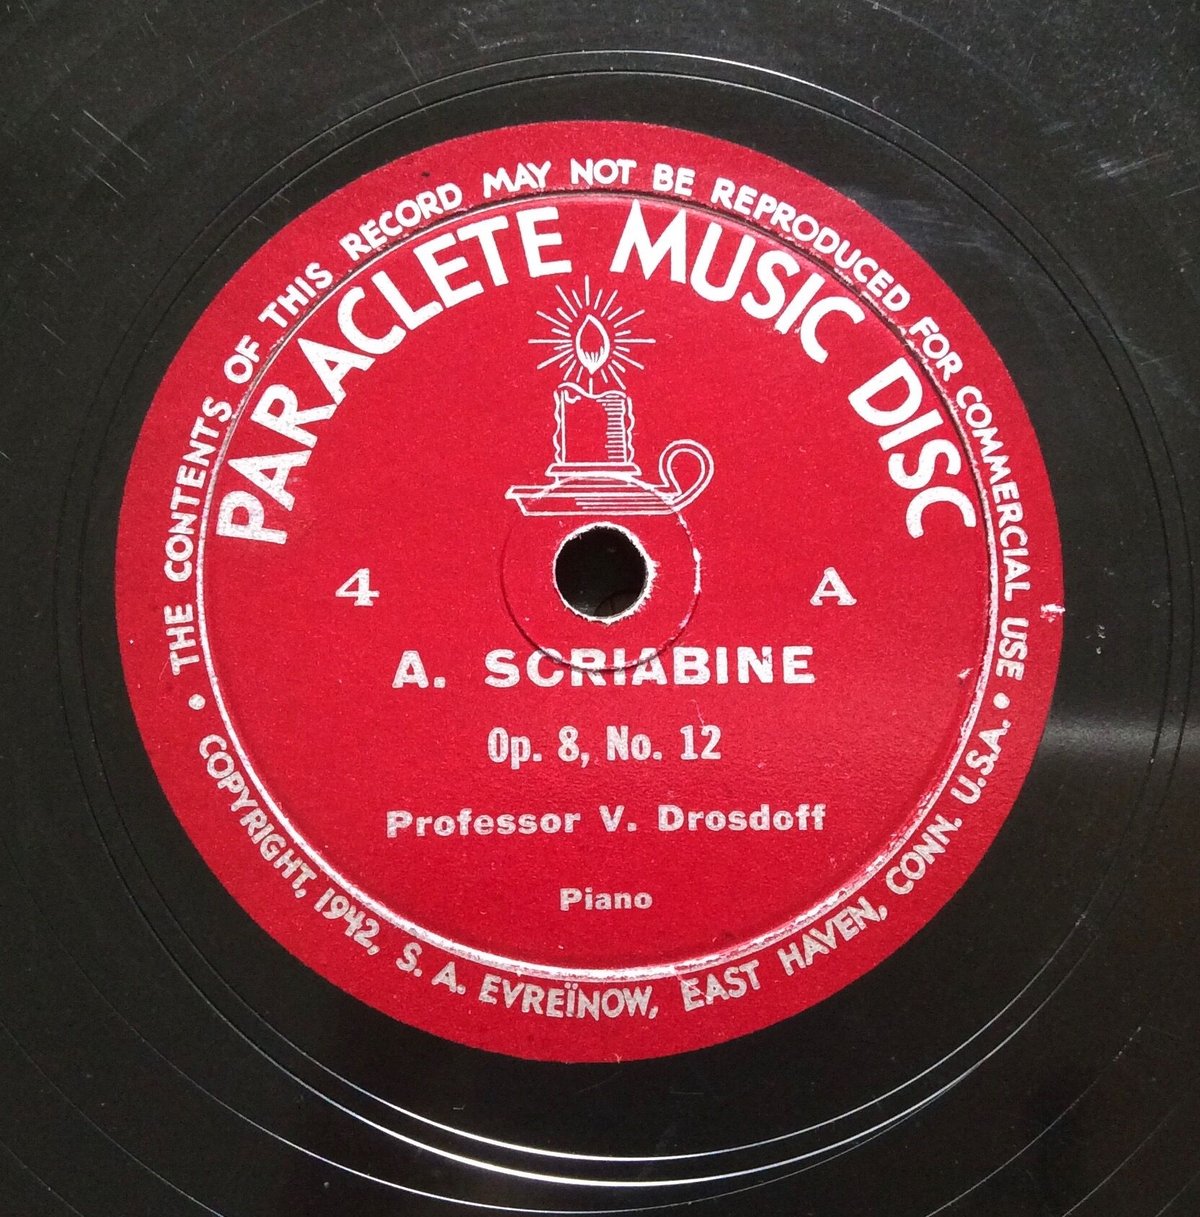 • THE CONTENTS OF THIS RECORD MAY NOT BE REPRODUCED FOR COMMERCIAL USE •
PARACLETE MUSIC DISC
4 A
A. SCRIABINE
Op. 8, No. 12
Professor V. Drosdoff
Piano
COPYRIGHT, 1942, S. A. EVREÏNOW, EAST HAVEN, CONN. U.S.A.